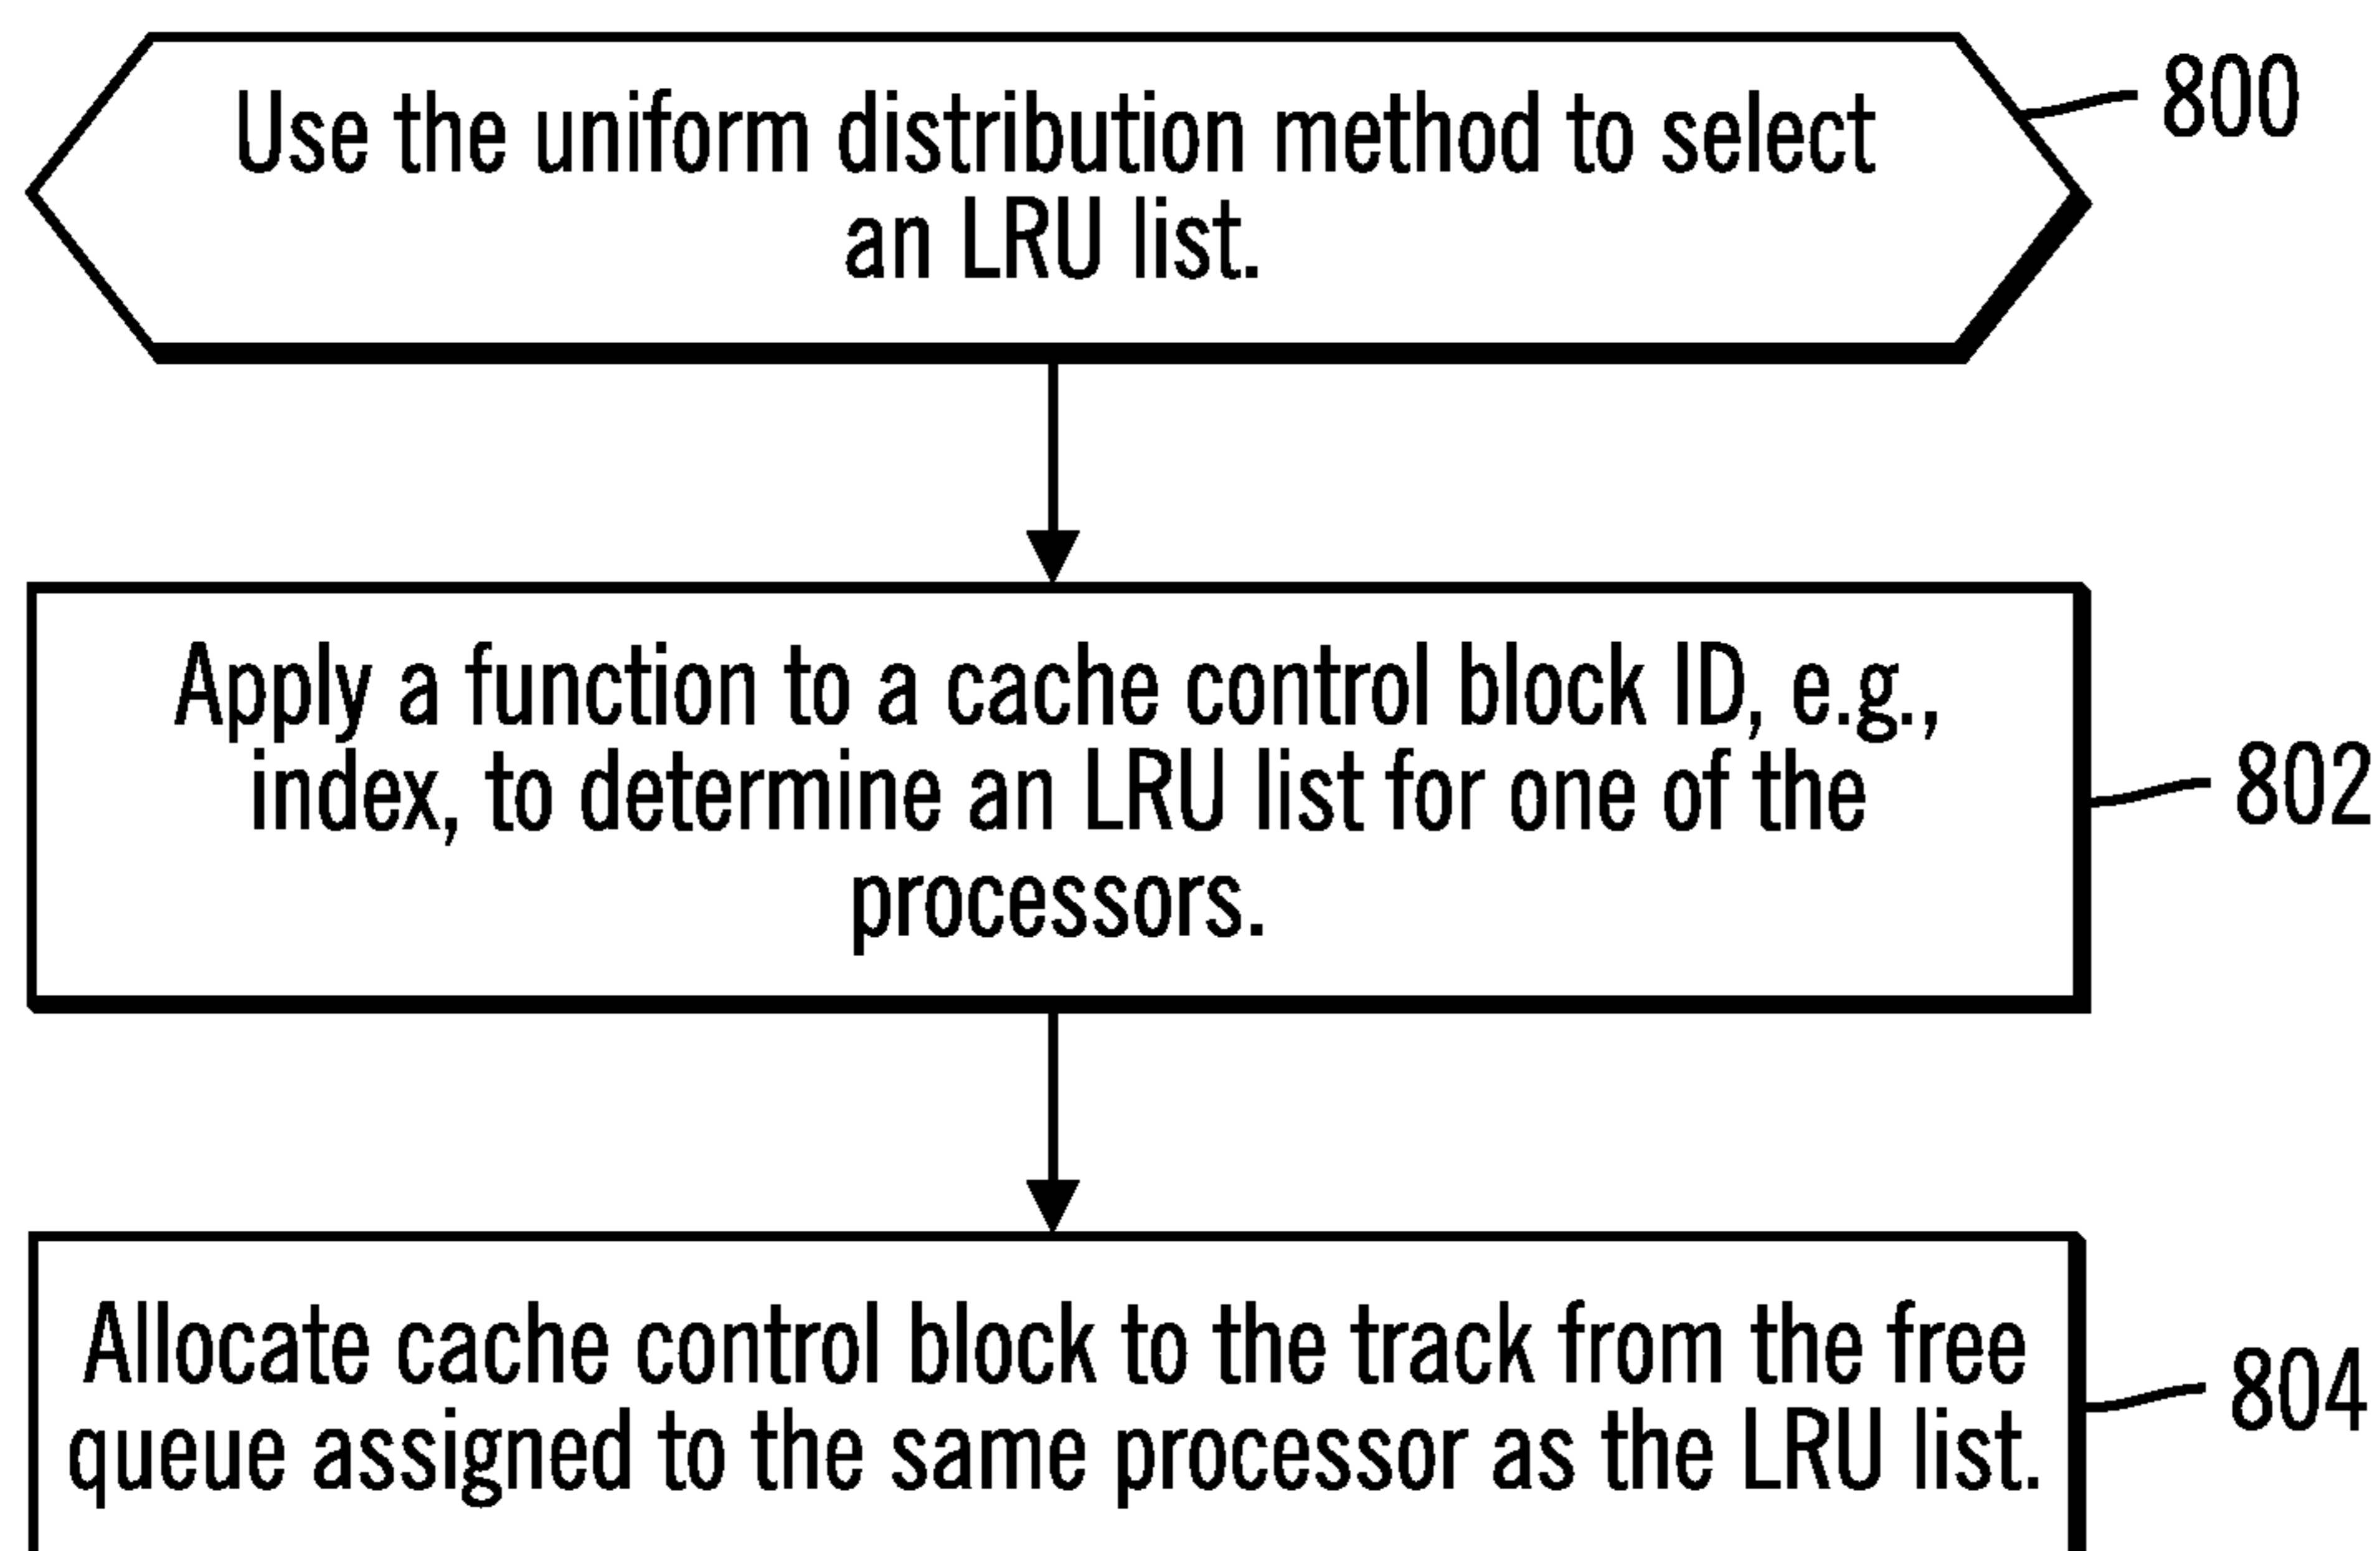 Use the uniform distribution method to select
an LRU list.
800
Apply a function to a cache control block ID, e.g.,
index, to determine an LRU list for one of the
processors.
802
Allocate cache control block to the track from the free
queue assigned to the same processor as the LRU list.
804